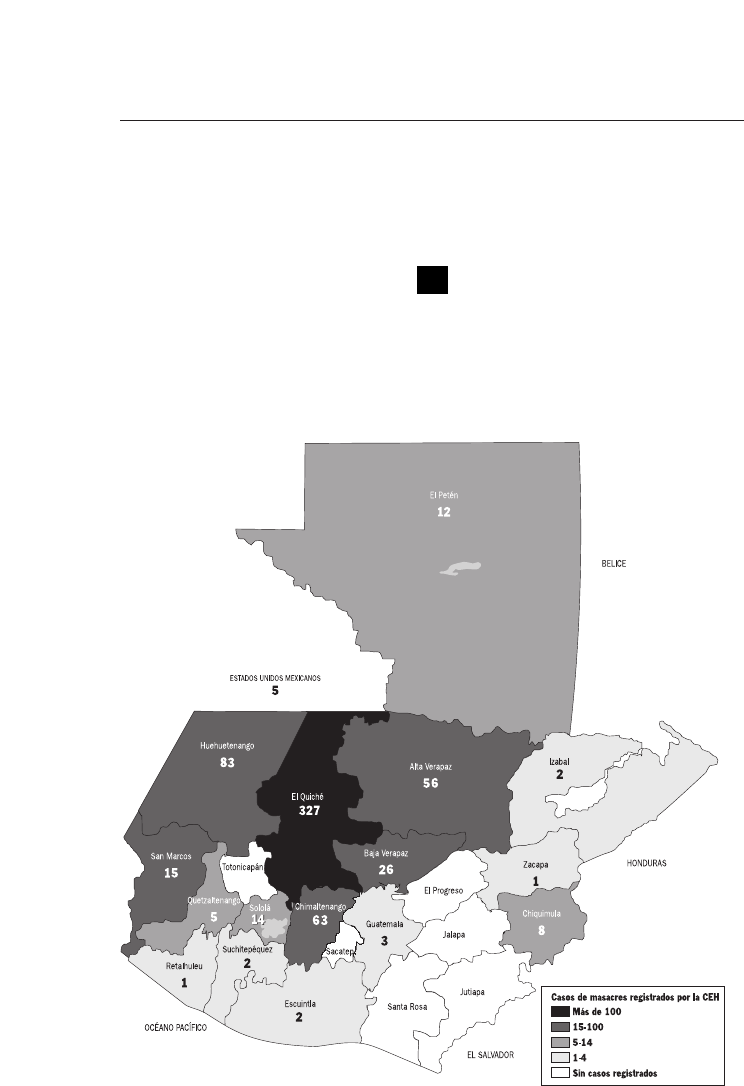 El Petén
12
BELICE
ESTADOS UNIDOS MEXICANOS
5
Huehuetenango
83
Alta Verapaz
56
Izabal
2
El Quiché
327
San Marcos
15
Totonicapán
Baja Verapaz
26
Zacapa
1
HONDURAS
El Progreso
Quetzaltenango
5
Sololá
14
Chimaltenango
63
Guatemala
3
Chiquimula
8
Jalapa
Sacatep.
Suchitepéquez
2
Retalhuleu
1
Escuintla
2
Santa Rosa
Jutiapa
OCÉANO PACÍFICO
EL SALVADOR
Casos de masacres registrados por la CEH
Más de 100
15-100
5-14
1-4
Sin casos registrados